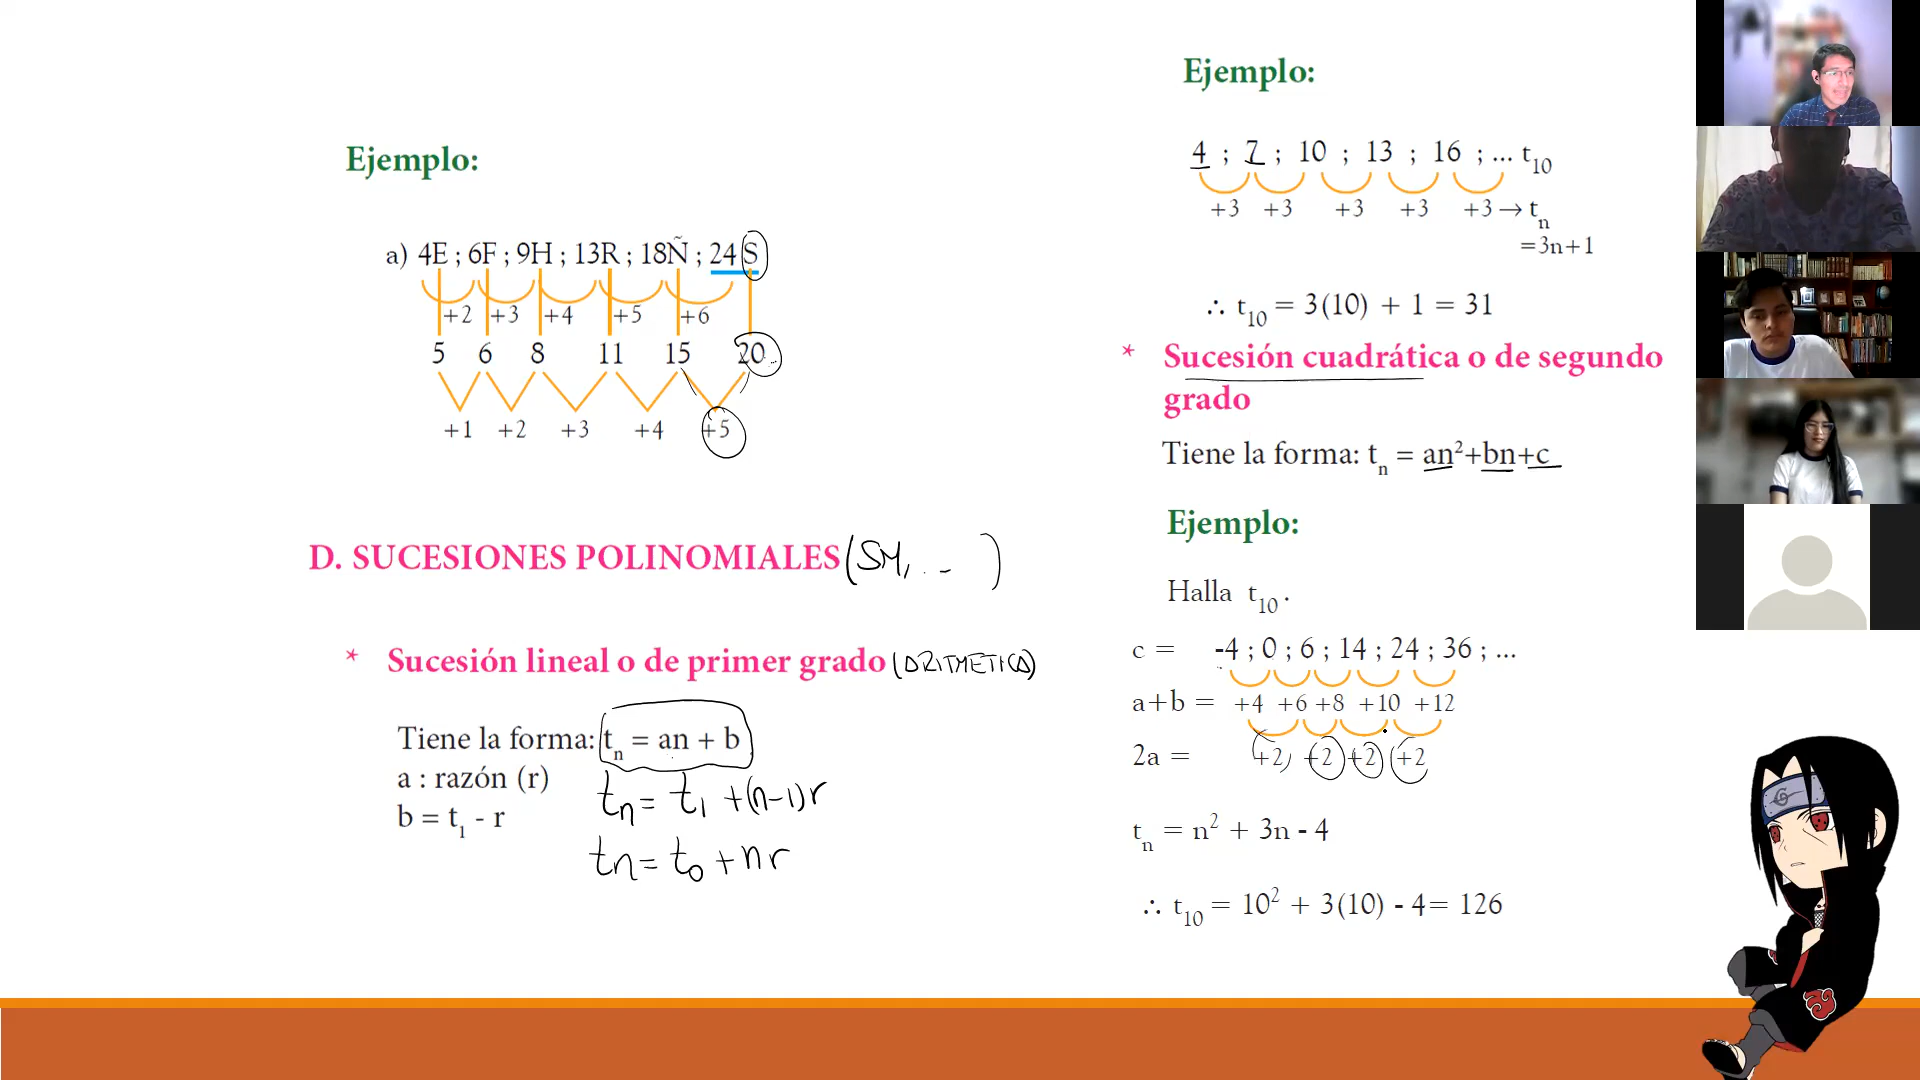 Ejemplo:
a) 4E ; 6F ; 9H ; 13R ; 18Ñ ; 24 S
+2 +3 +4 +5 +6
5 6 8 11 15 20
+1 +2 +3 +4 +5
D. SUCESIONES POLINOMIALES (SM, . . _ )
* Sucesión lineal o de primer grado (ARITMETICA)
Tiene la forma: tₙ = an + b
a : razón (r)
b = t₁ - r
tₙ = t₁ + (n-1)r
tₙ = t₀ + nr
Ejemplo:
4 ; 7 ; 10 ; 13 ; 16 ; ... t₁₀
+3 +3 +3 +3 +3 → tₙ
=3n+1
∴ t₁₀ = 3(10) + 1 = 31
* Sucesión cuadrática o de segundo
grado
Tiene la forma: tₙ = an²+bn+c
Ejemplo:
Halla t₁₀ .
c = -4 ; 0 ; 6 ; 14 ; 24 ; 36 ; ...
a+b = +4 +6 +8 +10 +12
2a = +2 +2 +2 +2
tₙ = n² + 3n - 4
∴ t₁₀ = 10² + 3(10) - 4= 126